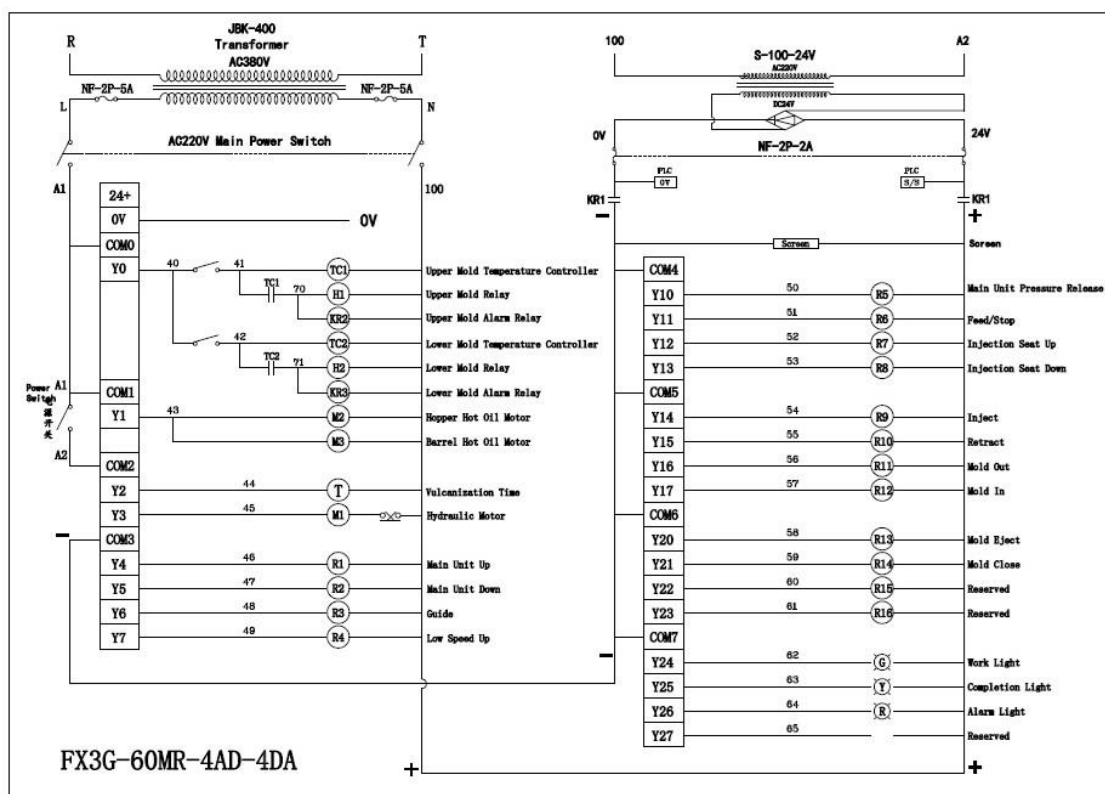 R
JBK-400
Transformer
AC380V
T
NF-2P-5A
NF-2P-5A
L
N
AC220V Main Power Switch
A1
100
24+
0V
0V
COM0
Y0
40
41
TC1
Upper Mold Temperature Controller
TC1
70
H1
Upper Mold Relay
KR2
Upper Mold Alarm Relay
42
TC2
Lower Mold Temperature Controller
TC2
71
H2
Lower Mold Relay
KR3
Lower Mold Alarm Relay
Power
Switch
电源开关
A1
A2
COM1
Y1
43
M2
Hopper Hot Oil Motor
M3
Barrel Hot Oil Motor
COM2
Y2
44
T
Vulcanization Time
Y3
45
M1
Hydraulic Motor
-
COM3
Y4
46
R1
Main Unit Up
Y5
47
R2
Main Unit Down
Y6
48
R3
Guide
Y7
49
R4
Low Speed Up
FX3G-60MR-4AD-4DA
+
100
S-100-24V
A2
AC220V
DC24V
0V
24V
NF-2P-2A
PLC
0V
PLC
S/S
KR1
KR1
-
+
Screen
Screen
COM4
Y10
50
R5
Main Unit Pressure Release
Y11
51
R6
Feed/Stop
Y12
52
R7
Injection Seat Up
Y13
53
R8
Injection Seat Down
COM5
Y14
54
R9
Inject
Y15
55
R10
Retract
Y16
56
R11
Mold Out
Y17
57
R12
Mold In
COM6
Y20
58
R13
Mold Eject
Y21
59
R14
Mold Close
Y22
60
R15
Reserved
Y23
61
R16
Reserved
COM7
-
Y24
62
G
Work Light
Y25
63
Y
Completion Light
Y26
64
R
Alarm Light
Y27
65
Reserved
+